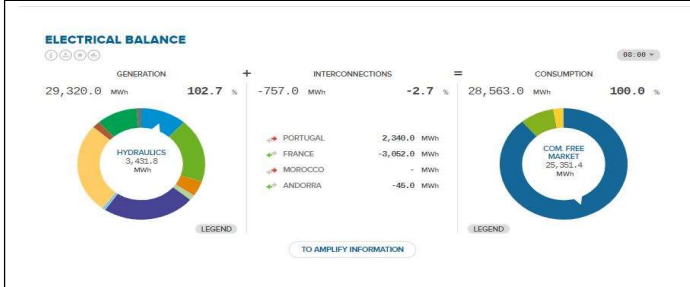 ELECTRICAL BALANCE
08:00
GENERATION + INTERCONNECTIONS = CONSUMPTION
29,320.0 MWh 102.7 % -757.0 MWh -2.7 % 28,563.0 MWh 100.0 %
HYDRAULICS
3,431.8
MWh
PORTUGAL 2,340.0 MWh
FRANCE -3,052.0 MWh
MOROCCO - MWh
ANDORRA -45.0 MWh
COM. FREE
MARKET
25,351.4
MWh
LEGEND
LEGEND
TO AMPLIFY INFORMATION